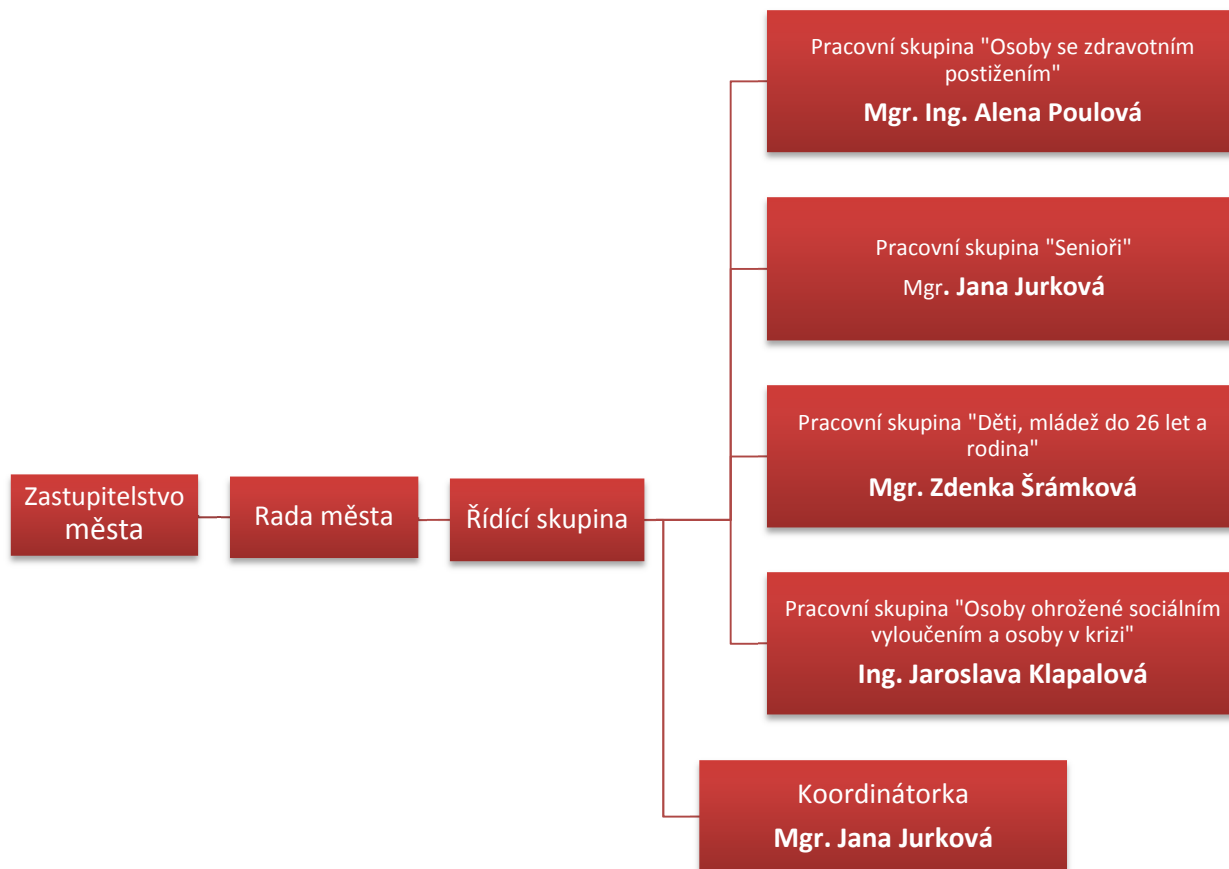 Pracovní skupina "Osoby se zdravotním
postižením"
Mgr. Ing. Alena Poulová
Pracovní skupina "Senioři"
Mgr. Jana Jurková
Pracovní skupina "Děti, mládež do 26 let a
rodina"
Mgr. Zdenka Šrámková
Zastupitelstvo
města
Rada města
Řídící skupina
Pracovní skupina "Osoby ohrožené sociálním
vyloučením a osoby v krizi"
Ing. Jaroslava Klapalová
Koordinátorka
Mgr. Jana Jurková